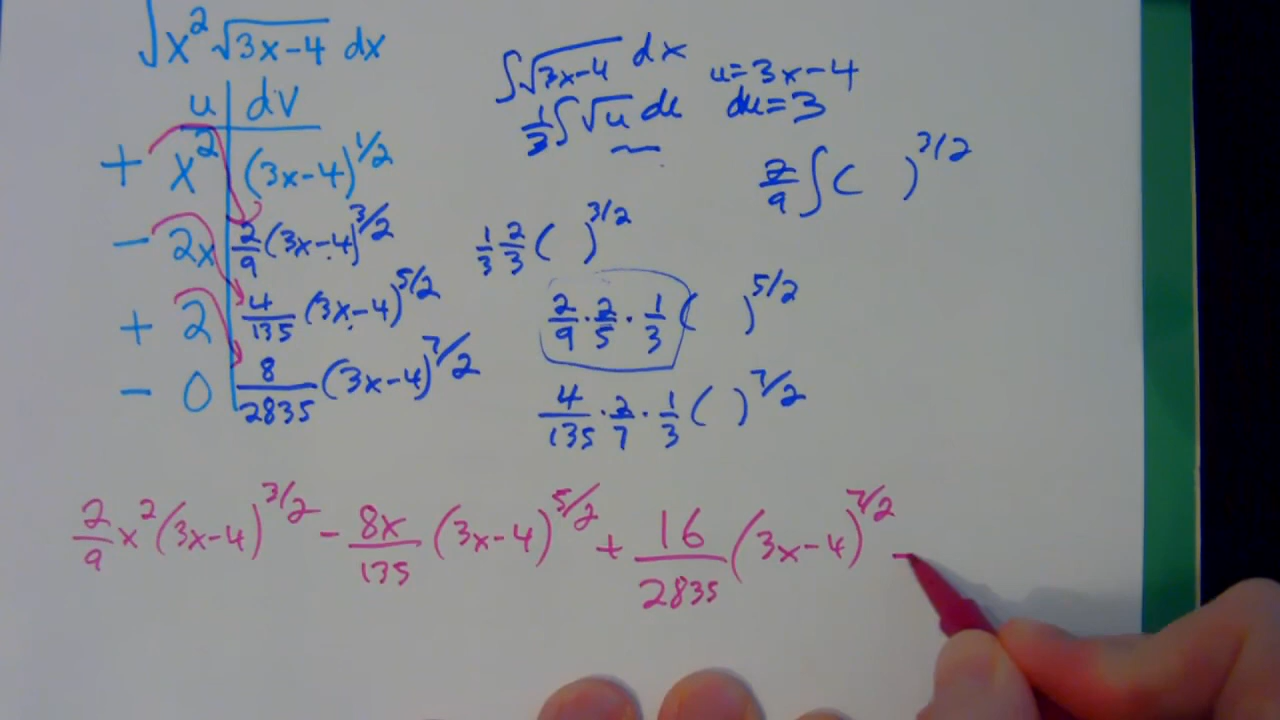 ∫x²√(3x-4) dx
u | dv
+ x² (3x-4)^1/2
- 2x 2/9 (3x-4)^3/2
+ 2 4/135 (3x-4)^5/2
- 0 8/2835 (3x-4)^7/2
∫√(3x-4) dx u=3x-4
1/3∫√u du du=3
2/9∫( )^3/2
1/3 2/3 ( )^3/2
2/9·2/5·1/3( )^5/2
4/135·2/7·1/3( )^7/2
2/9 x²(3x-4)^3/2 - 8x/135 (3x-4)^5/2 + 16/2835 (3x-4)^7/2 -